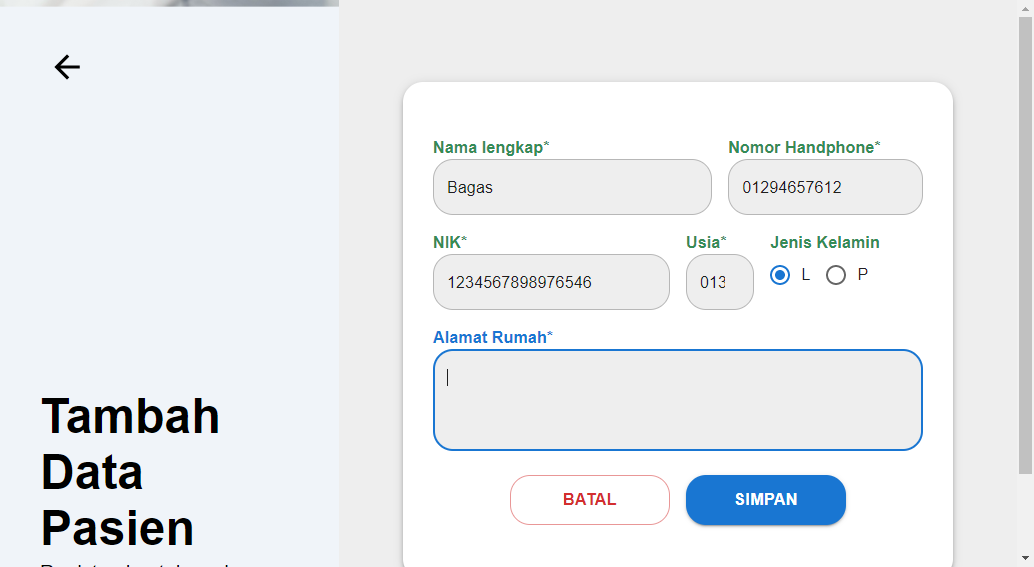 Nama lengkap*
Nomor Handphone*
Bagas
01294657612
NIK*
Usia*
Jenis Kelamin
1234567898976546
013
L
P
Alamat Rumah*
BATAL
SIMPAN
Tambah
Data
Pasien